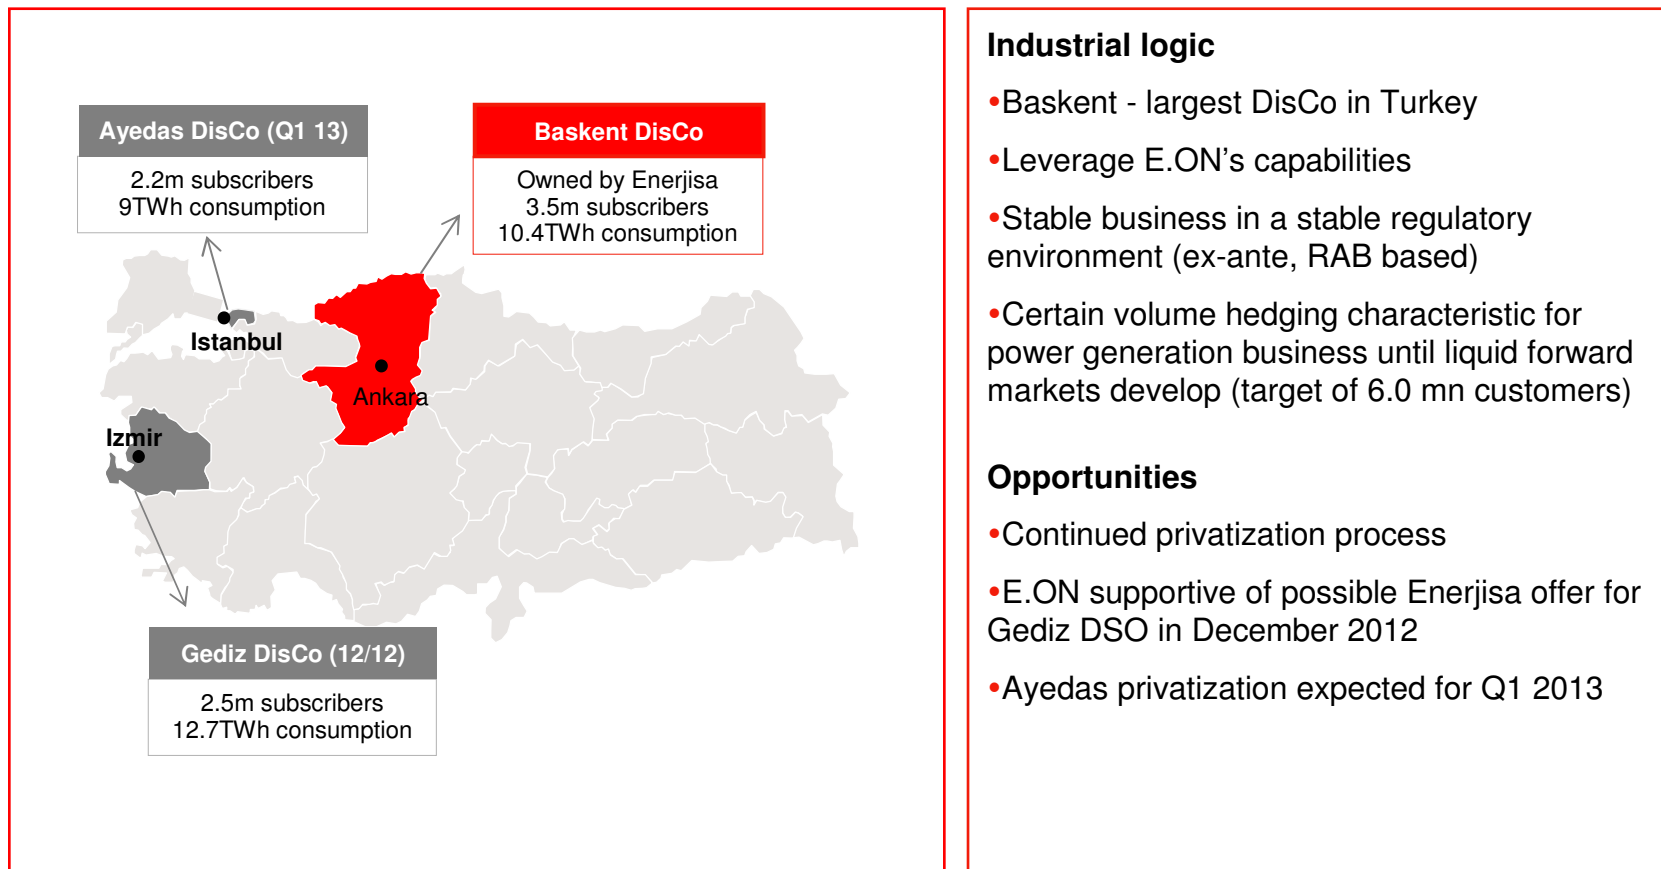 Ayedas DisCo (Q1 13)
2.2m subscribers
9TWh consumption
Baskent DisCo
Owned by Enerjisa
3.5m subscribers
10.4TWh consumption
Istanbul
Ankara
Izmir
Gediz DisCo (12/12)
2.5m subscribers
12.7TWh consumption
Industrial logic
•Baskent - largest DisCo in Turkey
•Leverage E.ON's capabilities
•Stable business in a stable regulatory
environment (ex-ante, RAB based)
•Certain volume hedging characteristic for
power generation business until liquid forward
markets develop (target of 6.0 mn customers)
Opportunities
•Continued privatization process
•E.ON supportive of possible Enerjisa offer for
Gediz DSO in December 2012
•Ayedas privatization expected for Q1 2013